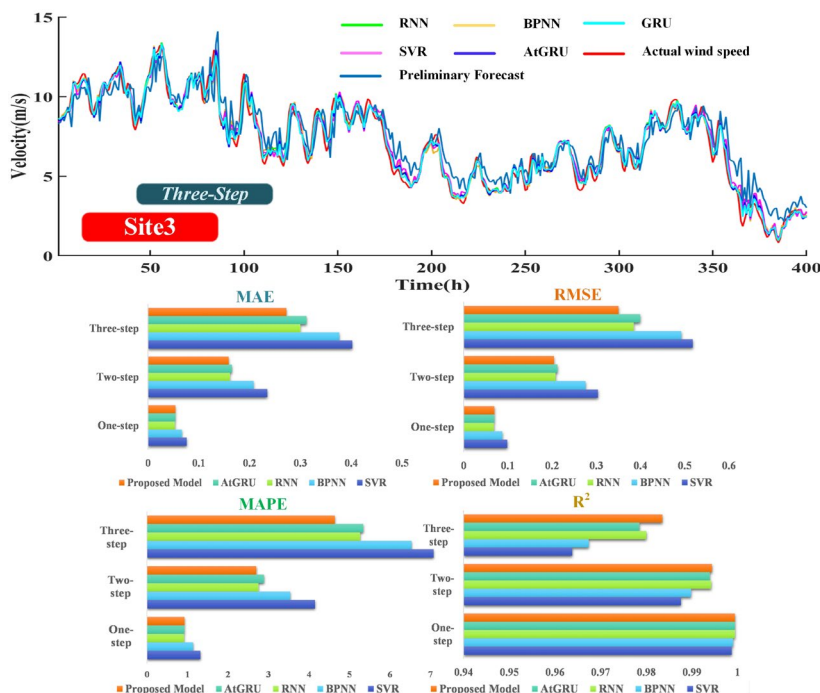 15
10
5
0
Velocity(m/s)
RNN BPNN GRU
SVR AtGRU Actual wind speed
Preliminary Forecast
Three-Step
Site3
50 100 150 200 250 300 350 400
Time(h)
MAE
Three-step
Two-step
One-step
0 0.1 0.2 0.3 0.4 0.5
Proposed Model AtGRU RNN BPNN SVR
RMSE
Three-step
Two-step
One-step
0 0.1 0.2 0.3 0.4 0.5 0.6
Proposed Model AtGRU RNN BPNN SVR
MAPE
Three-
step
Two-
step
One-
step
0 1 2 3 4 5 6 7
Proposed Model AtGRU RNN BPNN SVR
R²
Three-
step
Two-
step
One-
step
0.94 0.95 0.96 0.97 0.98 0.99 1
Proposed Model AtGRU RNN BPNN SVR